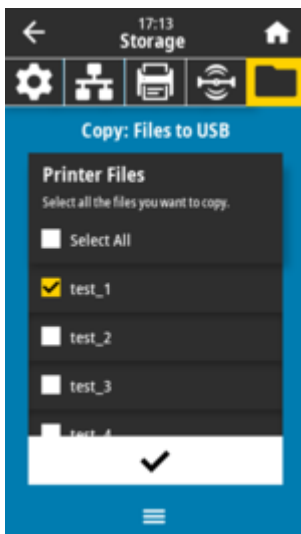 17:13
Storage
Copy: Files to USB
Printer Files
Select all the files you want to copy.
Select All
test_1
test_2
test_3
test_4